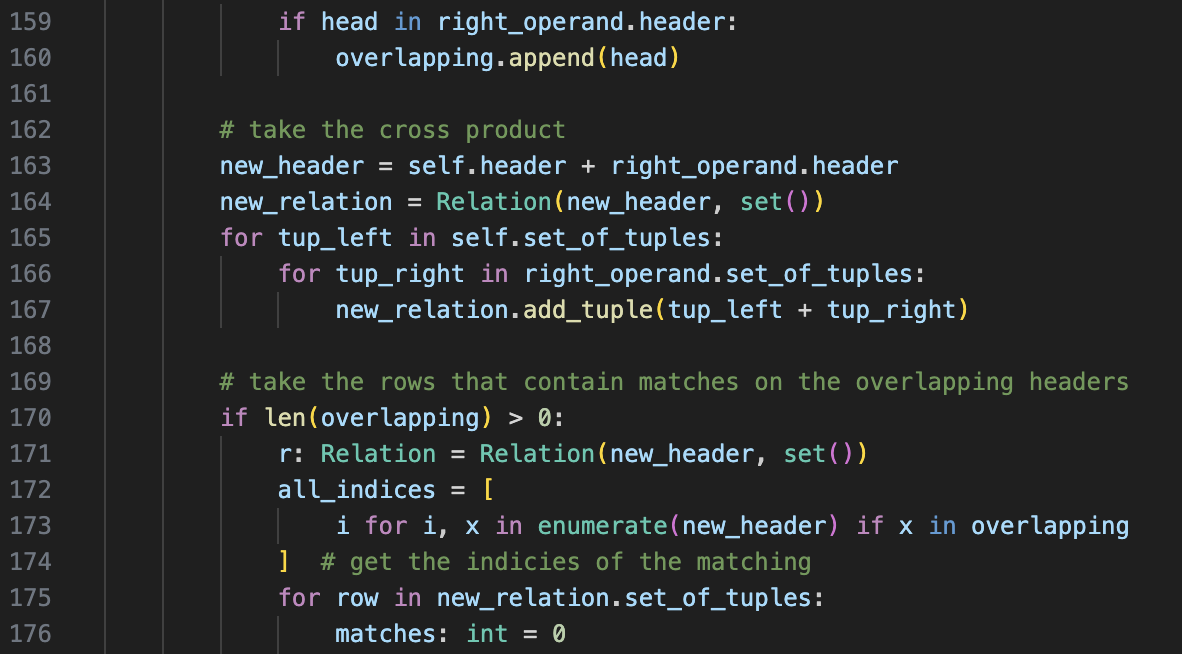 159 if head in right_operand.header:
160 overlapping.append(head)
161
162 # take the cross product
163 new_header = self.header + right_operand.header
164 new_relation = Relation(new_header, set())
165 for tup_left in self.set_of_tuples:
166 for tup_right in right_operand.set_of_tuples:
167 new_relation.add_tuple(tup_left + tup_right)
168
169 # take the rows that contain matches on the overlapping headers
170 if len(overlapping) > 0:
171 r: Relation = Relation(new_header, set())
172 all_indices = [
173 i for i, x in enumerate(new_header) if x in overlapping
174 ]  # get the indicies of the matching
175 for row in new_relation.set_of_tuples:
176 matches: int = 0